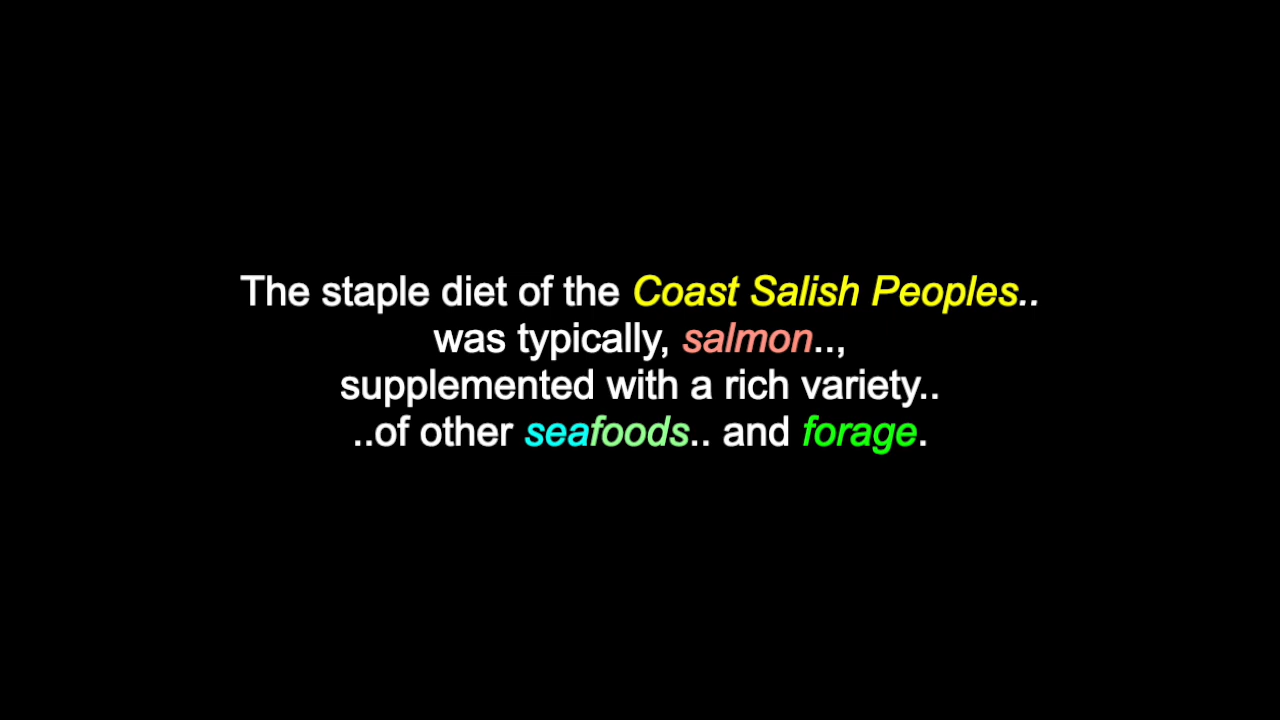 The staple diet of the Coast Salish Peoples..
was typically, salmon..,
supplemented with a rich variety..
..of other seafoods.. and forage.